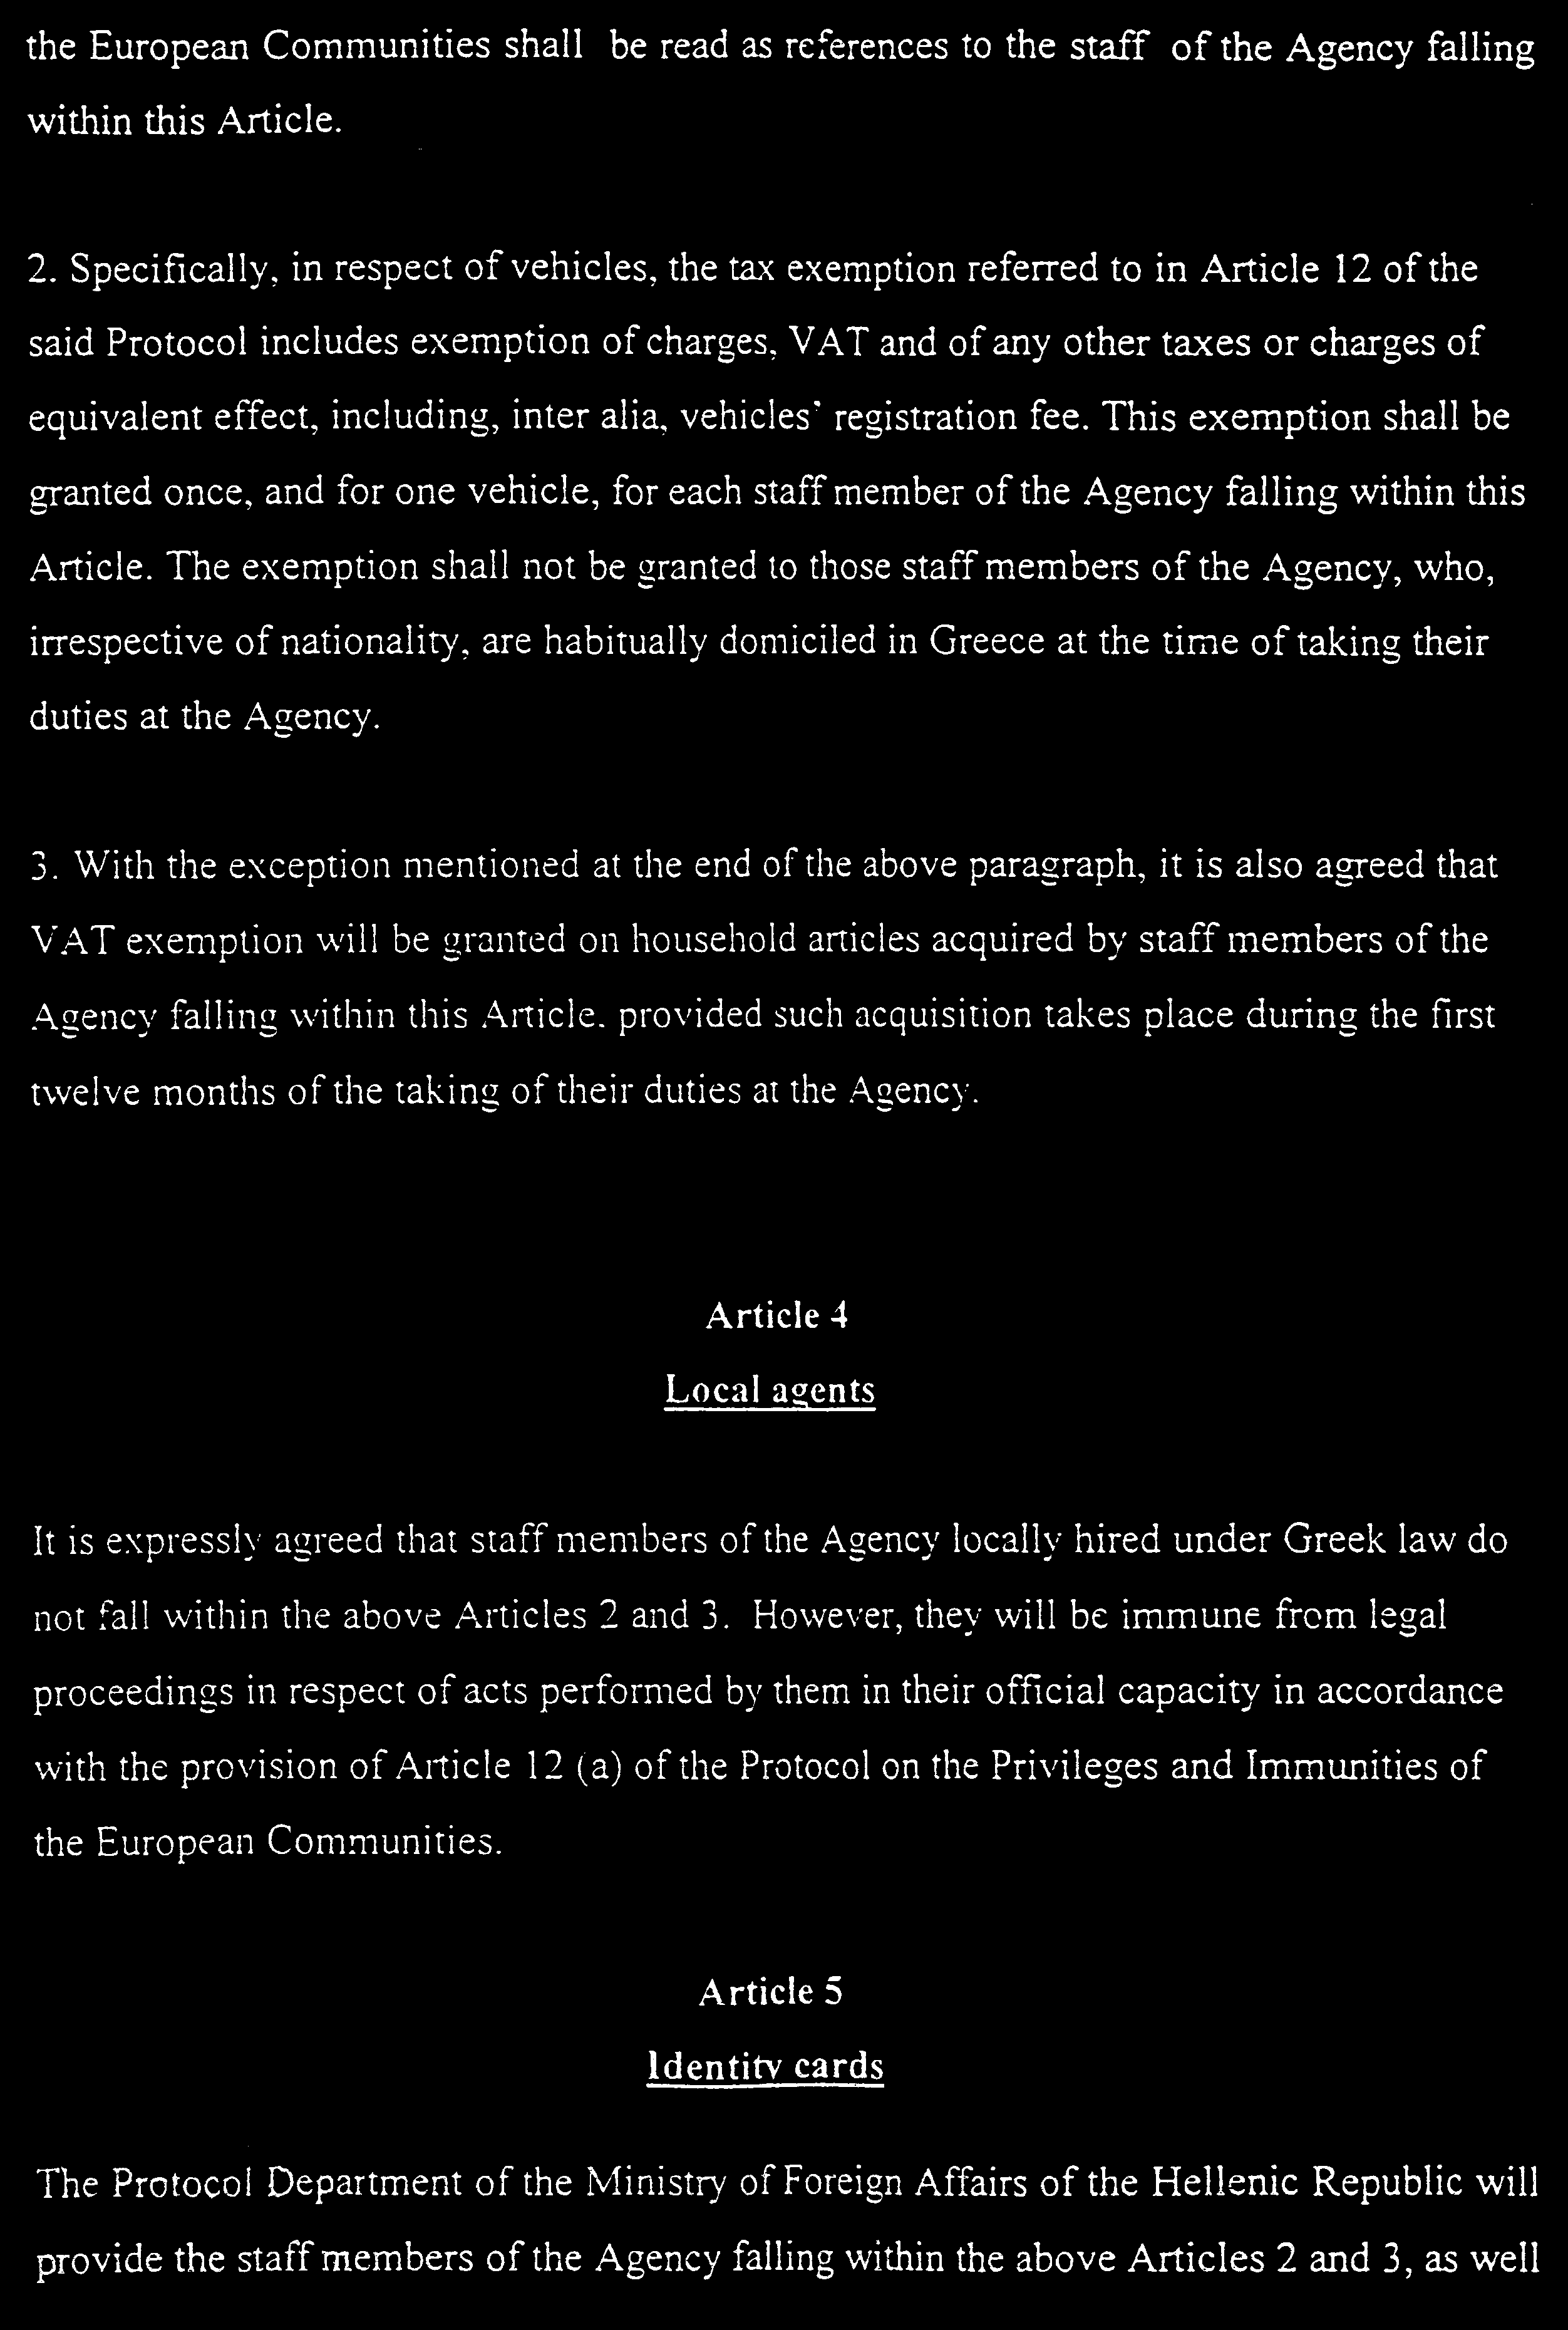 the European Communities shall be read as references to the staff of the Agency falling
within this Article.
2. Specifically, in respect of vehicles, the tax exemption referred to in Article 12 of the
said Protocol includes exemption of charges, VAT and of any other taxes or charges of
equivalent effect, including, inter alia, vehicles' registration fee. This exemption shall be
granted once, and for one vehicle, for each staff member of the Agency falling within this
Article. The exemption shall not be granted to those staff members of the Agency, who,
irrespective of nationality, are habitually domiciled in Greece at the time of taking their
duties at the Agency.
3. With the exception mentioned at the end of the above paragraph, it is also agreed that
VAT exemption will be granted on household articles acquired by staff members of the
Agency falling within this Article, provided such acquisition takes place during the first
twelve months of the taking of their duties at the Agency.
Article 4
Local agents
It is expressly agreed that staff members of the Agency locally hired under Greek law do
not fall within the above Articles 2 and 3. However, they will be immune from legal
proceedings in respect of acts performed by them in their official capacity in accordance
with the provision of Article 12 (a) of the Protocol on the Privileges and Immunities of
the European Communities.
Article 5
Identity cards
The Protocol Department of the Ministry of Foreign Affairs of the Hellenic Republic will
provide the staff members of the Agency falling within the above Articles 2 and 3, as well